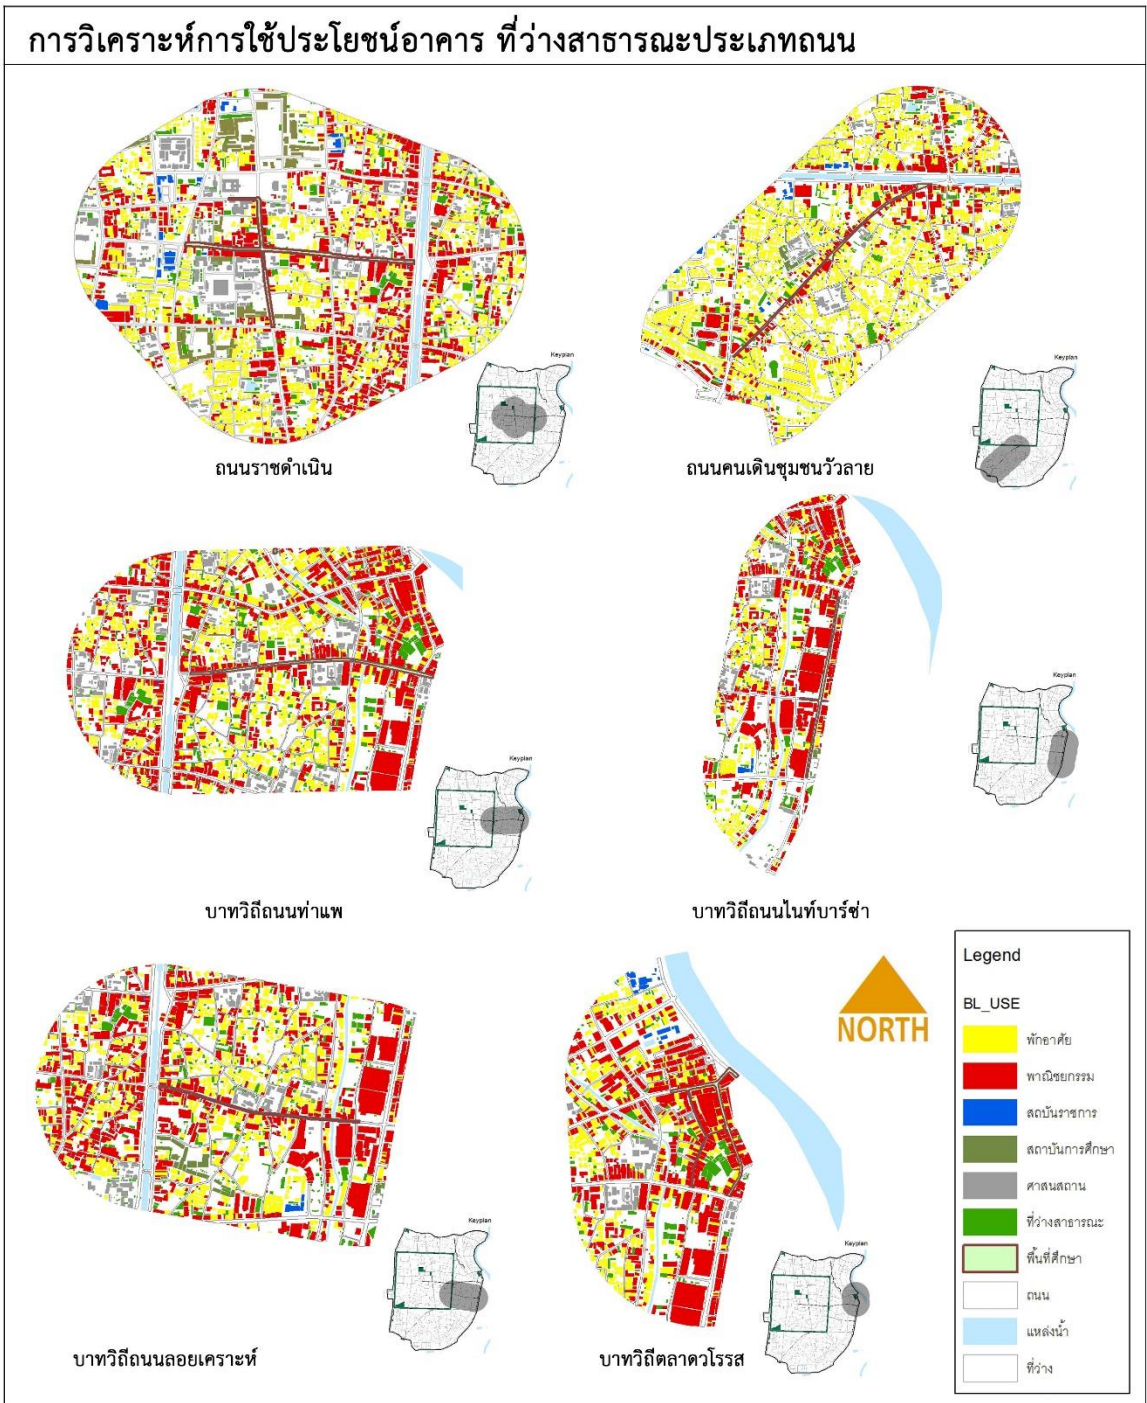 การวิเคราะห์การใช้ประโยชน์อาคาร ที่ว่างสาธารณะประเภทถนน
Keyplan
Keyplan
ถนนราชดำเนิน
ถนนคนเดินชุมชนวัวลาย
Keyplan
Keyplan
บาทวิถีถนนท่าแพ
บาทวิถีถนนไนท์บาร์ซ่า
Legend
BL_USE
พักอาศัย
พาณิชยกรรม
สถบันราชการ
สถาบันการศึกษา
ศาสนสถาน
ที่ว่างสาธารณะ
พื้นที่ศึกษา
ถนน
แหล่งน้ำ
ที่ว่าง
NORTH
Keyplan
Keyplan
บาทวิถีถนนลอยเคราะห์
บาทวิถีตลาดวโรรส